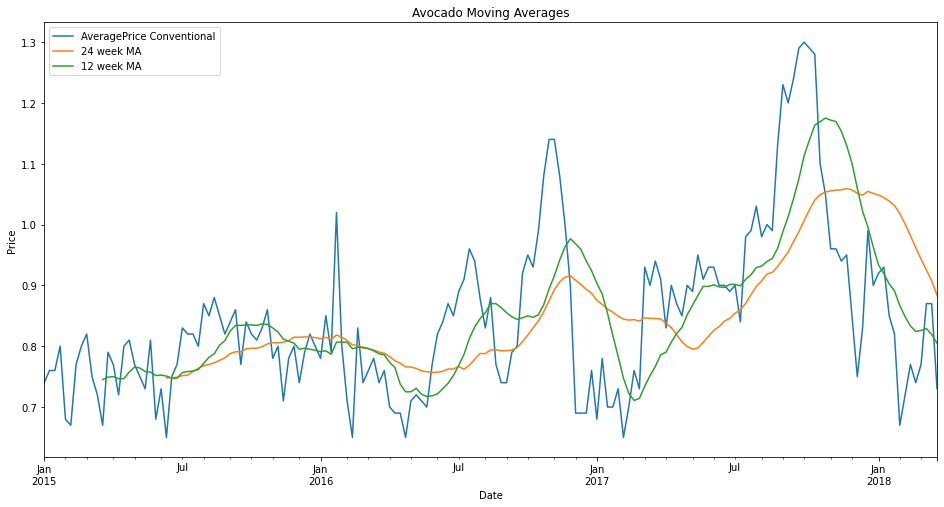 Avocado Moving Averages
AveragePrice Conventional
24 week MA
12 week MA
1.3
1.2
1.1
1.0
0.9
0.8
0.7
Price
Jan Jul Jan Jul Jan Jul Jan
2015 2016 2017 2018
Date